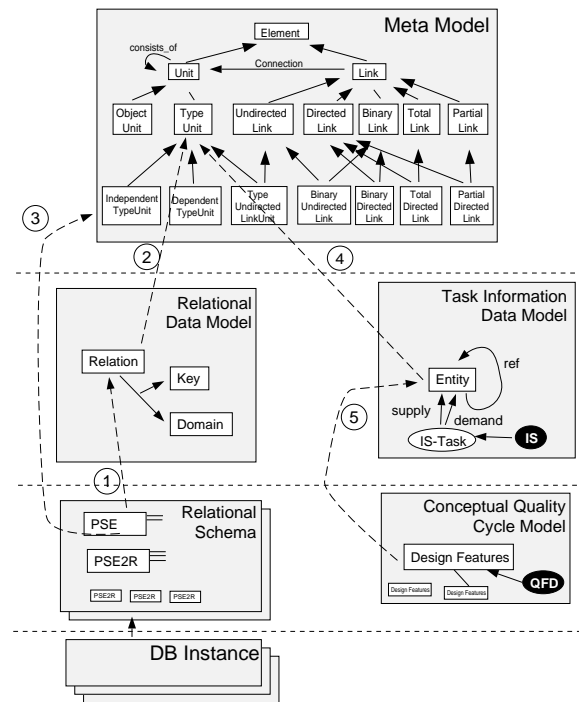 Meta Model
Element
consists_of
Unit
Connection
Link
Object
Unit
Type
Unit
Undirected
Link
Directed
Link
Binary
Link
Total
Link
Partial
Link
Independent
TypeUnit
Dependent
TypeUnit
Type
Undirected
LinkUnit
Binary
Undirected
Link
Binary
Directed
Link
Total
Directed
Link
Partial
Directed
Link
3
2
4
Relational
Data Model
Relation
Key
Domain
Task Information
Data Model
Entity
ref
supply
demand
IS-Task
IS
5
1
Relational
Schema
PSE
PSE2R
PSE2R
PSE2R
PSE2R
Conceptual Quality
Cycle Model
Design Features
QFD
Design Features
Design Features
DB Instance